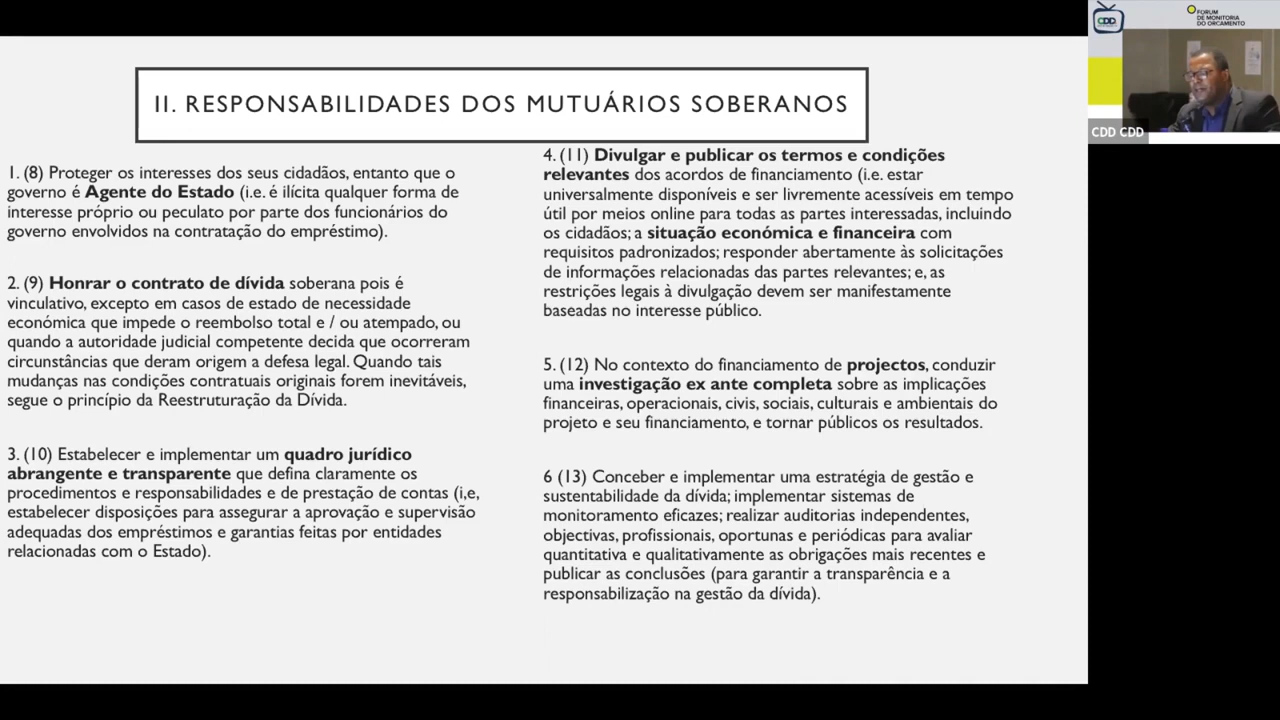 II. RESPONSABILIDADES DOS MUTUÁRIOS SOBERANOS
1. (8) Proteger os interesses dos seus cidadãos, entanto que o
governo é Agente do Estado (i.e. é ilícita qualquer forma de
interesse próprio ou peculato por parte dos funcionários do
governo envolvidos na contratação do empréstimo).
2. (9) Honrar o contrato de dívida soberana pois é
vinculativo, excepto em casos de estado de necessidade
económica que impede o reembolso total e / ou atempado, ou
quando a autoridade judicial competente decida que ocorreram
circunstâncias que deram origem a defesa legal. Quando tais
mudanças nas condições contratuais originais forem inevitáveis,
segue o princípio da Reestruturação da Dívida.
3. (10) Estabelecer e implementar um quadro jurídico
abrangente e transparente que defina claramente os
procedimentos e responsabilidades e de prestação de contas (i,e,
estabelecer disposições para assegurar a aprovação e supervisão
adequadas dos empréstimos e garantias feitas por entidades
relacionadas com o Estado).
4. (11) Divulgar e publicar os termos e condições
relevantes dos acordos de financiamento (i.e. estar
universalmente disponíveis e ser livremente acessíveis em tempo
útil por meios online para todas as partes interessadas, incluindo
os cidadãos; a situação económica e financeira com
requisitos padronizados; responder abertamente às solicitações
de informações relacionadas das partes relevantes; e, as
restrições legais à divulgação devem ser manifestamente
baseadas no interesse público.
5. (12) No contexto do financiamento de projectos, conduzir
uma investigação ex ante completa sobre as implicações
financeiras, operacionais, civis, sociais, culturais e ambientais do
projeto e seu financiamento, e tornar públicos os resultados.
6 (13) Conceber e implementar uma estratégia de gestão e
sustentabilidade da dívida; implementar sistemas de
monitoramento eficazes; realizar auditorias independentes,
objectivas, profissionais, oportunas e periódicas para avaliar
quantitativa e qualitativamente as obrigações mais recentes e
publicar as conclusões (para garantir a transparência e a
responsabilização na gestão da dívida).
CDD
FORUM
DE MONITORIA
DO ORCAMENTO
CDD CDD